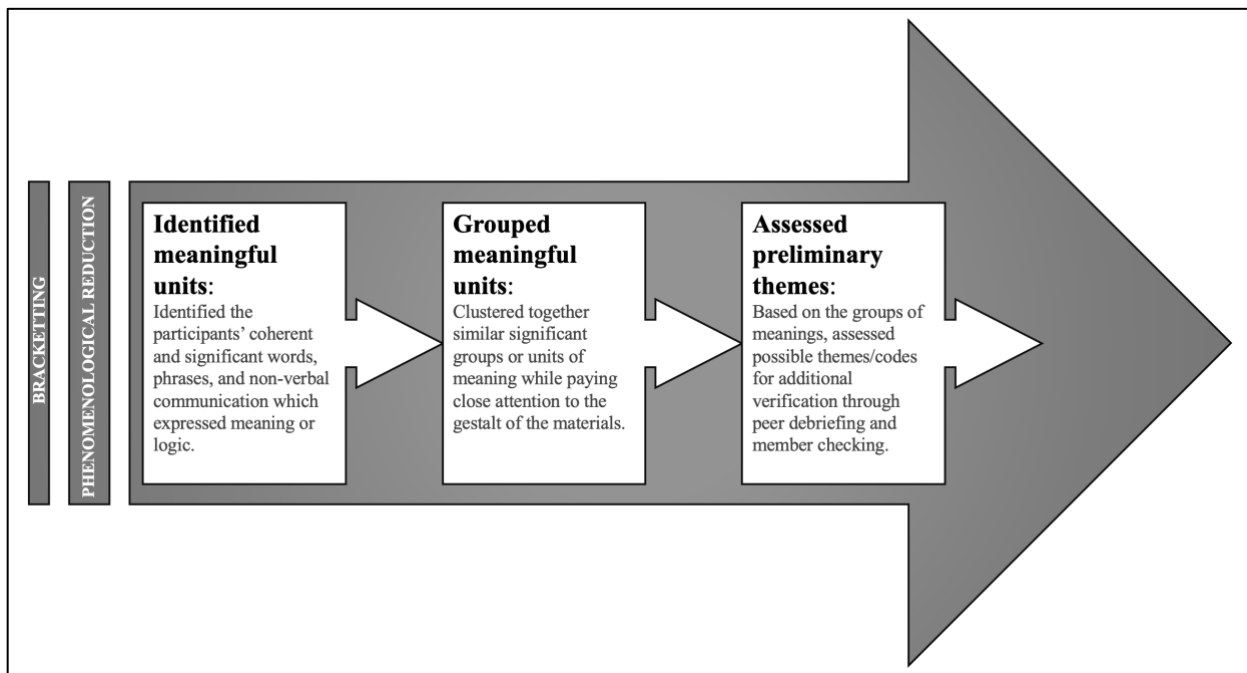 BRACKETTING
PHENOMENOLOGICAL REDUCTION
Identified
meaningful
units:
Identified the
participants’ coherent
and significant words,
phrases, and non-verbal
communication which
expressed meaning or
logic.
Grouped
meaningful
units:
Clustered together
similar significant
groups or units of
meaning while paying
close attention to the
gestalt of the materials.
Assessed
preliminary
themes:
Based on the groups of
meanings, assessed
possible themes/codes
for additional
verification through
peer debriefing and
member checking.